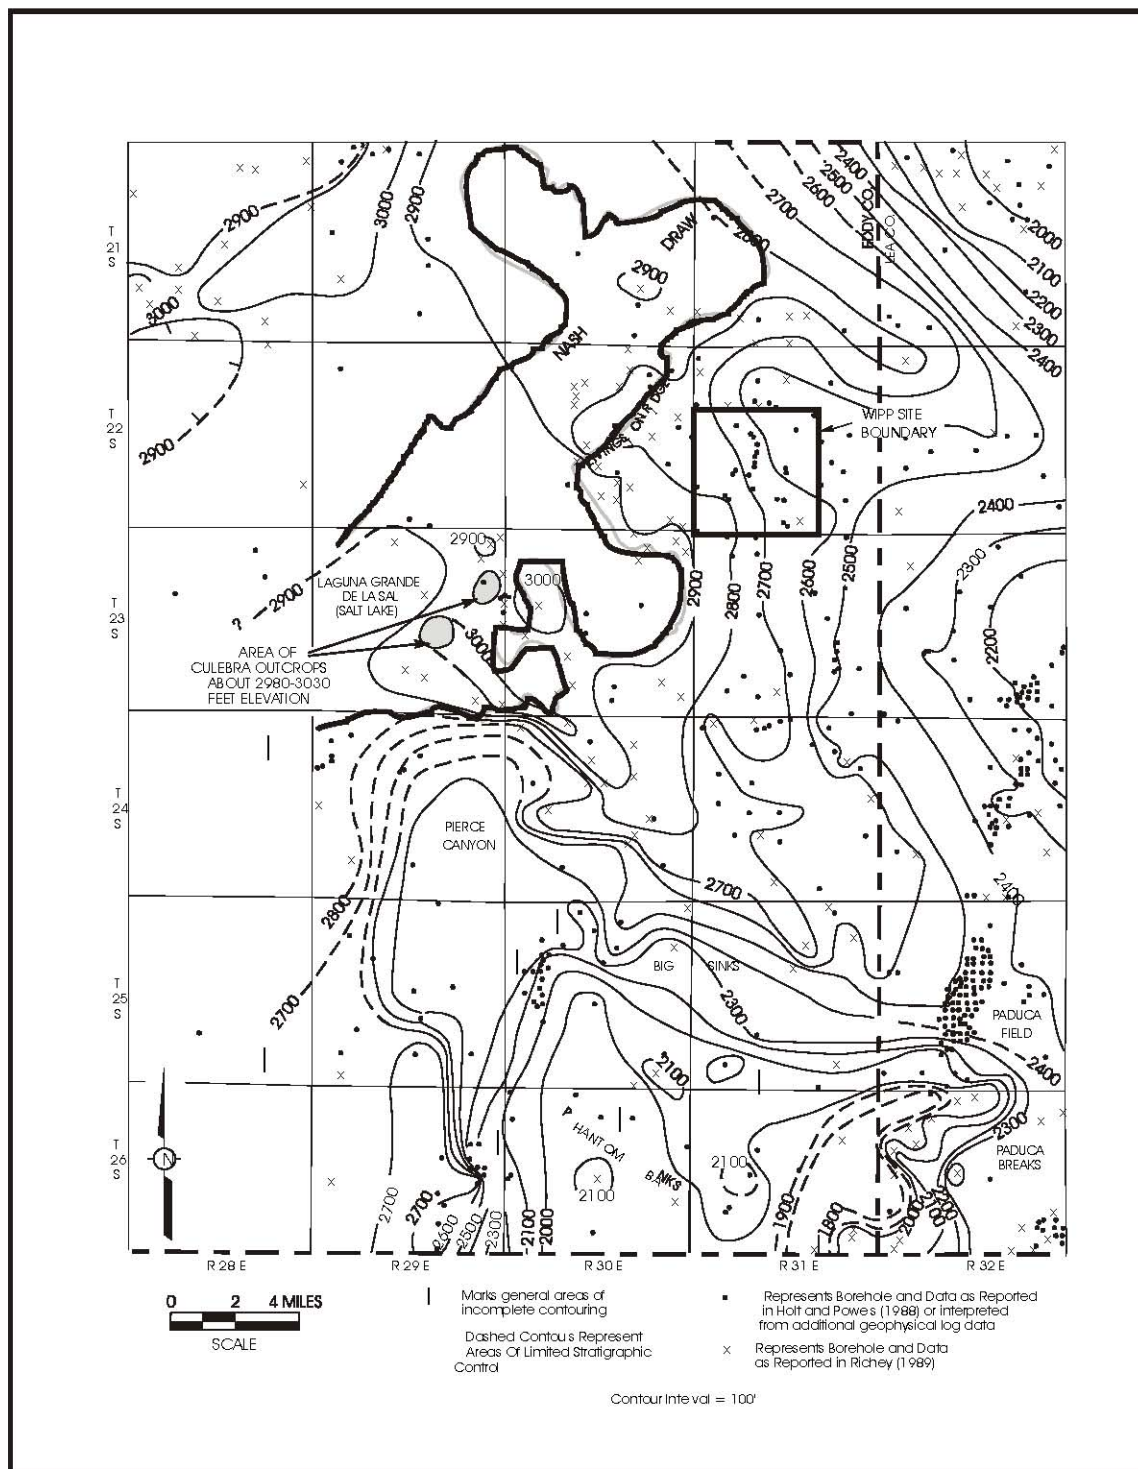 2400
2500
2600
2700
2800
EDDY CO.
LEA CO.
2000
2100
2200
2300
2400
2900
3000
2900
DRAW
2900
NASH
3000
T
21
S
T
22
S
2900
WIPP SITE
BOUNDARY
2400
2300
2200
2500
2600
2700
2800
2900
2900
3000
LAGUNA GRANDE
DE LA SAL
(SALT LAKE)
2900
?
3000
T
23
S
AREA OF
CULEBRA OUTCROPS
ABOUT 2980-3030
FEET ELEVATION
T
24
S
PIERCE
CANYON
2700
2400
2800
2700
BIG SINKS
2300
T
25
S
PADUCA
FIELD
2400
2100
PHANTOM
BANKS
2100
2100
2300
PADUCA
BREAKS
T
26
S
N
2700
2700
2600
2500
2300
2100
2000
1900
1800
2000
R 28 E
R 29 E
R 30 E
R 31 E
R 32 E
0 2 4 MILES
SCALE
Marks general areas of
incomplete contouring
Dashed Contou s Represent
Areas Of Limited Stratigraphic
Control
Represents Borehole and Data as Reported
in Holt and Powe s (1988) or interpreted
from additional geophysical log data
Represents Borehole and Data
as Reported in Richey (1989)
Contour Inte val = 100'